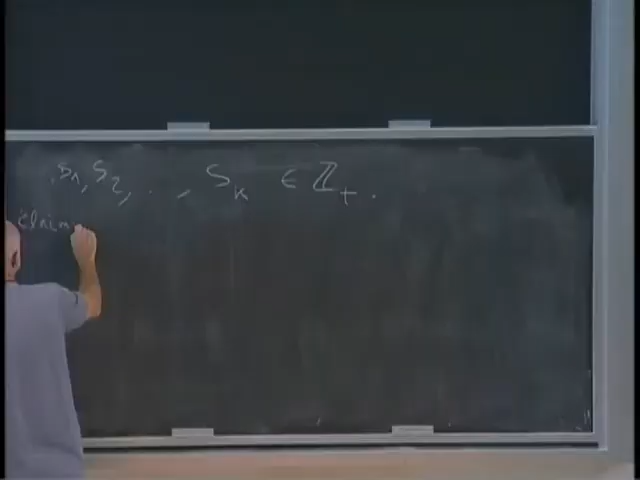 S₁, S₂, . . , Sₖ ∈ ℤ₊.
Claim